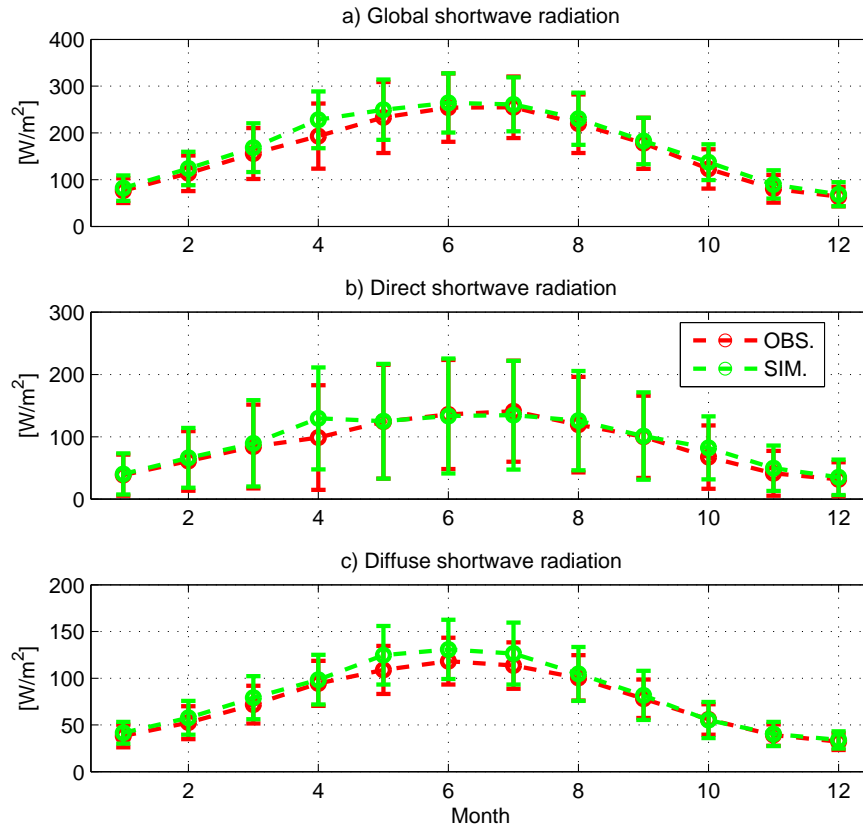 a) Global shortwave radiation
400
300
200
100
0
[W/m²]
2 4 6 8 10 12
b) Direct shortwave radiation
300
200
100
0
[W/m²]
OBS.
SIM.
2 4 6 8 10 12
c) Diffuse shortwave radiation
200
150
100
50
0
[W/m²]
2 4 6 8 10 12
Month